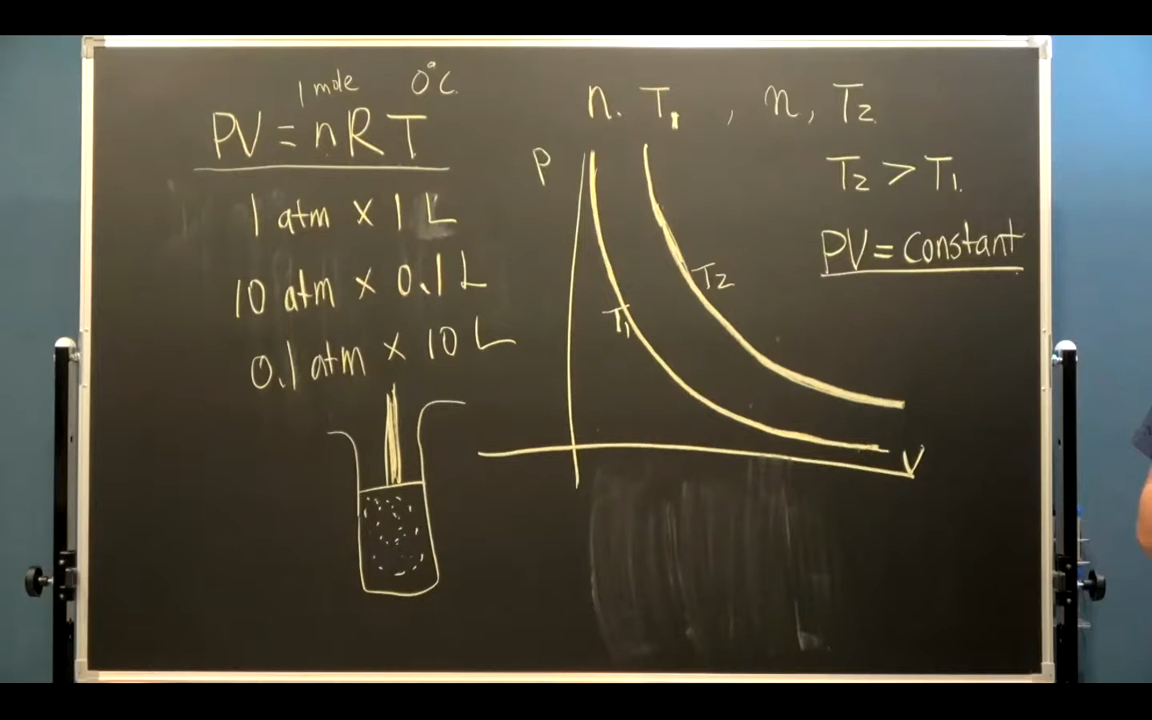 1 mole 0°C.
PV = nRT
1 atm × 1 L
10 atm × 0.1 L
0.1 atm × 10 L
n. T1, n, T2
T2 > T1.
PV = Constant
P
T2
T1
V